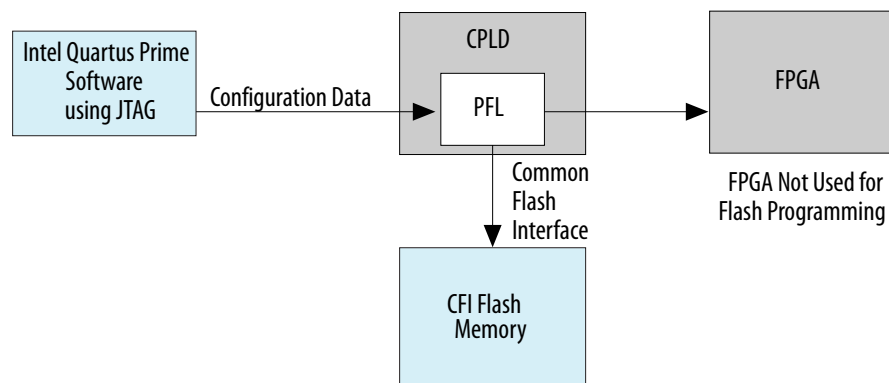 Intel Quartus Prime
Software
using JTAG
Configuration Data
CPLD
PFL
FPGA
Common
Flash
Interface
FPGA Not Used for
Flash Programming
CFI Flash
Memory